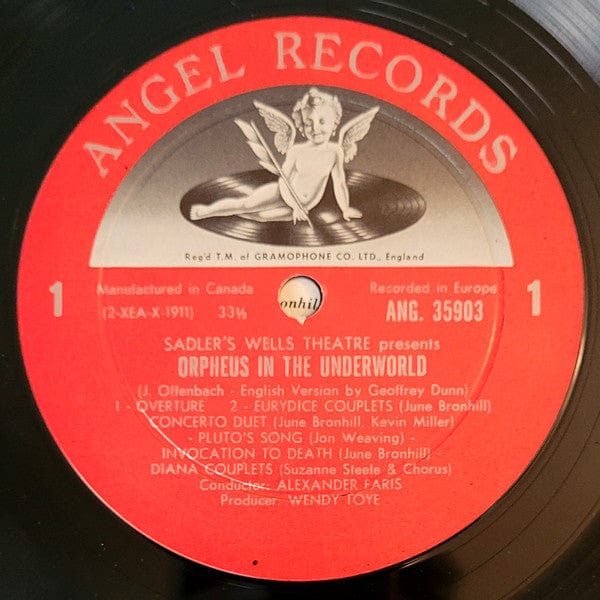 ANGEL RECORDS
Reg'd T.M. of GRAMOPHONE CO. LTD., England
1 Manufactured in Canada Recorded in Europe 1
(2-XEA-X-1911) 33⅓ onhil ANG. 35903
SADLER'S WELLS THEATRE presents
ORPHEUS IN THE UNDERWORLD
(J. Offenbach - English Version by Geoffrey Dunn)
1 - OVERTURE 2 - EURYDICE COUPLETS (June Bronhill)
CONCERTO DUET (June Bronhill, Kevin Miller)
- PLUTO'S SONG (Jon Weaving) -
INVOCATION TO DEATH (June Bronhill) -
DIANA COUPLETS (Suzanne Steele & Chorus)
Conductor: ALEXANDER FARIS
Producer: WENDY TOYE